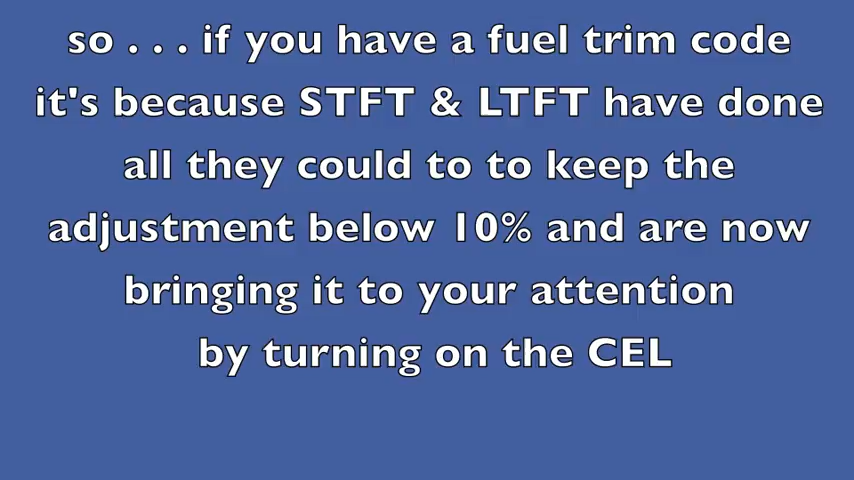 so . . . if you have a fuel trim code
it's because STFT & LTFT have done
all they could to to keep the
adjustment below 10% and are now
bringing it to your attention
by turning on the CEL